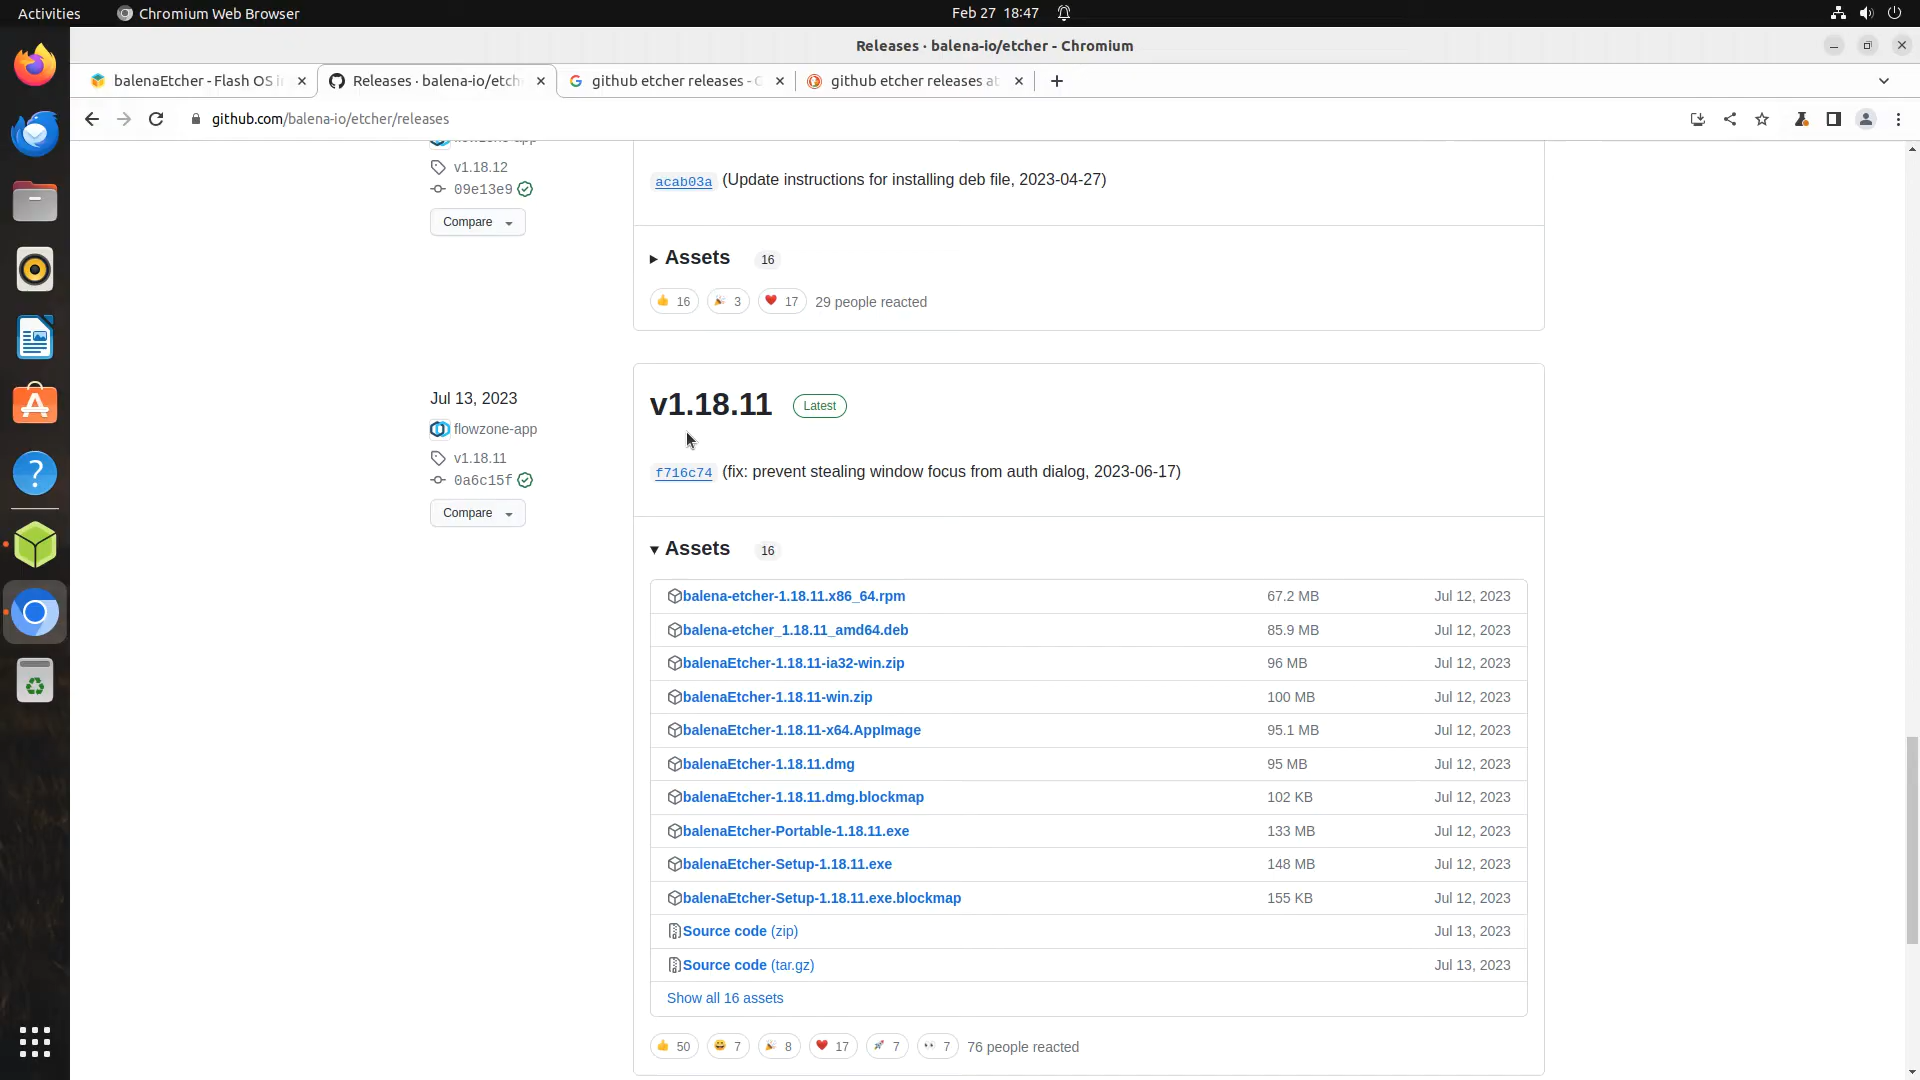 Activities
Chromium Web Browser
Feb 27 18:47
Releases · balena-io/etcher - Chromium
balenaEtcher - Flash OS i
Releases · balena-io/etch
github etcher releases - G
github etcher releases at
github.com/balena-io/etcher/releases
flowzone-app
v1.18.12
09e13e9
Compare
acab03a (Update instructions for installing deb file, 2023-04-27)
Assets 16
16
3
17
29 people reacted
Jul 13, 2023
flowzone-app
v1.18.11
0a6c15f
Compare
v1.18.11
Latest
f716c74 (fix: prevent stealing window focus from auth dialog, 2023-06-17)
Assets 16
balena-etcher-1.18.11.x86_64.rpm 67.2 MB Jul 12, 2023
balena-etcher_1.18.11_amd64.deb 85.9 MB Jul 12, 2023
balenaEtcher-1.18.11-ia32-win.zip 96 MB Jul 12, 2023
balenaEtcher-1.18.11-win.zip 100 MB Jul 12, 2023
balenaEtcher-1.18.11-x64.AppImage 95.1 MB Jul 12, 2023
balenaEtcher-1.18.11.dmg 95 MB Jul 12, 2023
balenaEtcher-1.18.11.dmg.blockmap 102 KB Jul 12, 2023
balenaEtcher-Portable-1.18.11.exe 133 MB Jul 12, 2023
balenaEtcher-Setup-1.18.11.exe 148 MB Jul 12, 2023
balenaEtcher-Setup-1.18.11.exe.blockmap 155 KB Jul 12, 2023
Source code (zip) Jul 13, 2023
Source code (tar.gz) Jul 13, 2023
Show all 16 assets
50
7
8
17
7
7
76 people reacted